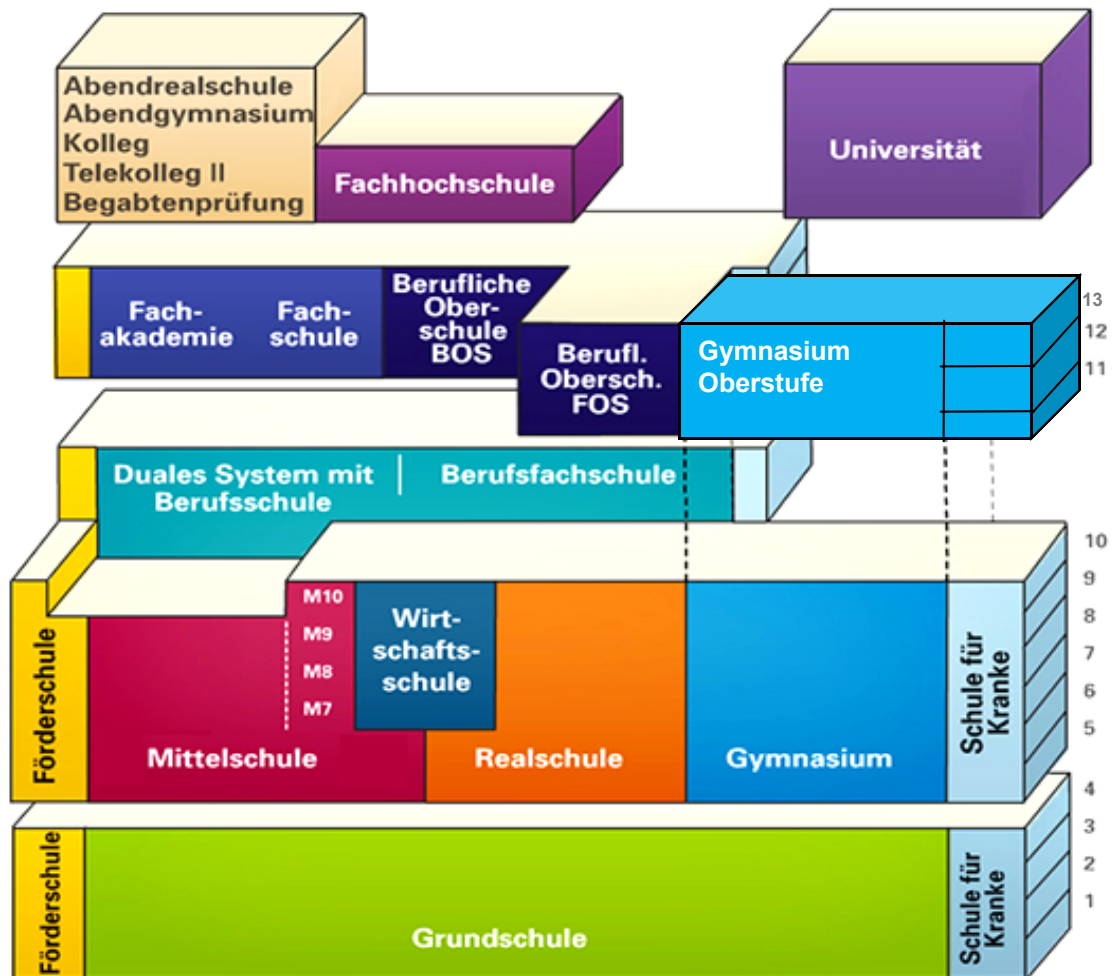 Abendrealschule
Abendgymnasium
Kolleg
Telekolleg II
Begabtenprüfung
Fachhochschule
Universität
Fach-
akademie
Fach-
schule
Berufliche
Ober-
schule
BOS
Berufl.
Obersch.
FOS
Gymnasium
Oberstufe
13
12
11
Duales System mit
Berufsschule
Berufsfachschule
10
9
8
7
6
5
Förderschule
Mittelschule
M10
M9
M8
M7
Wirt-
schafts-
schule
Realschule
Gymnasium
Schule für
Kranke
4
3
2
1
Förderschule
Grundschule
Schule für
Kranke